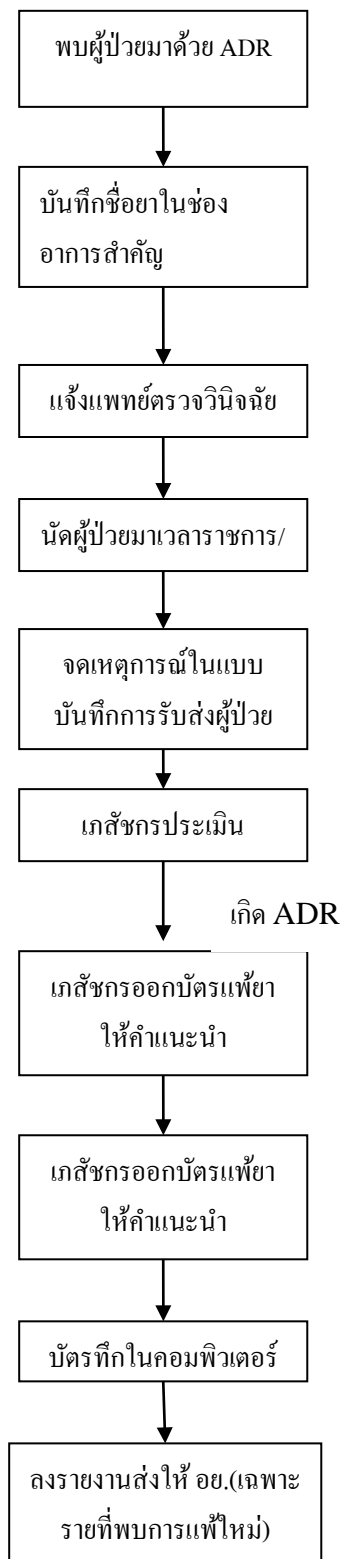 พบผู้ป่วยมาด้วย ADR
บันทึกชื่อยาในช่อง
อาการสำคัญ
แจ้งแพทย์ตรวจวินิจฉัย
นัดผู้ป่วยมาเวลาราชการ/
จดเหตุการณ์ในแบบ
บันทึกการรับส่งผู้ป่วย
เภสัชกรประเมิน
เกิด ADR
เภสัชกรออกบัตรแพ้ยา
ให้คำแนะนำ
เภสัชกรออกบัตรแพ้ยา
ให้คำแนะนำ
บัตรทึกในคอมพิวเตอร์
ลงรายงานส่งให้ อย.(เฉพาะ
รายที่พบการแพ้ใหม่)